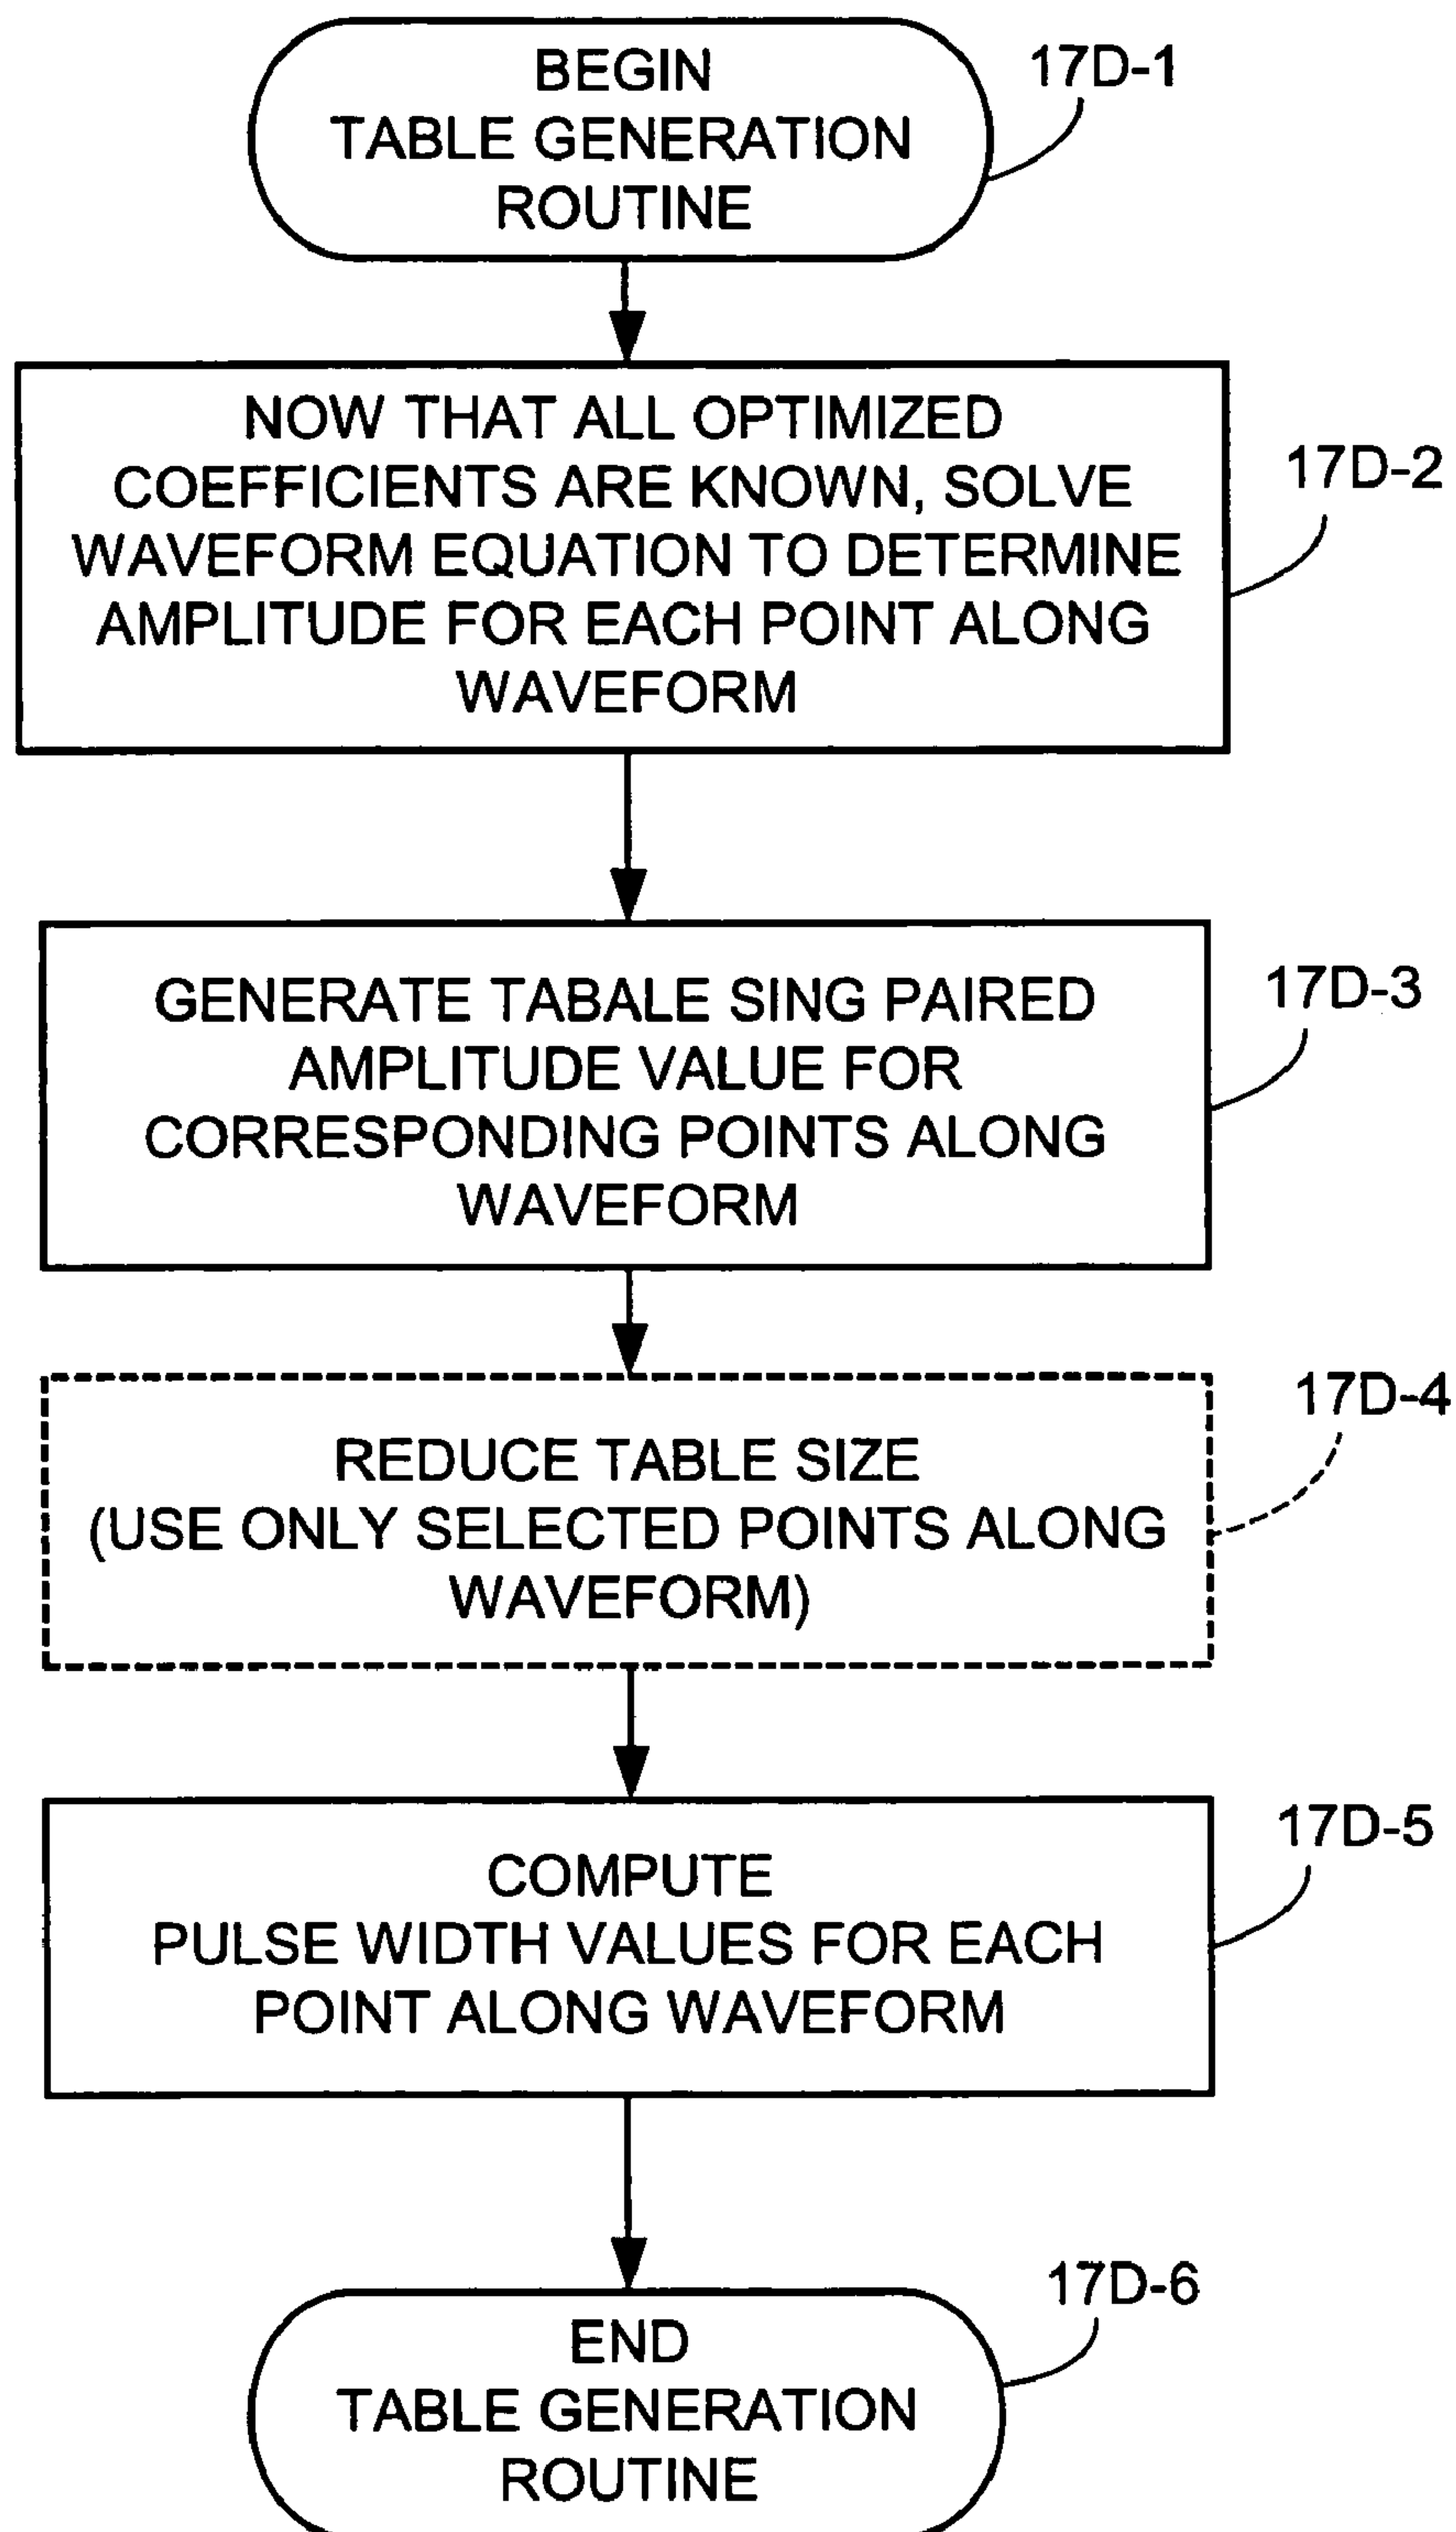 BEGIN
TABLE GENERATION
ROUTINE
17D-1
NOW THAT ALL OPTIMIZED
COEFFICIENTS ARE KNOWN, SOLVE
WAVEFORM EQUATION TO DETERMINE
AMPLITUDE FOR EACH POINT ALONG
WAVEFORM
17D-2
GENERATE TABALE SING PAIRED
AMPLITUDE VALUE FOR
CORRESPONDING POINTS ALONG
WAVEFORM
17D-3
REDUCE TABLE SIZE
(USE ONLY SELECTED POINTS ALONG
WAVEFORM)
17D-4
COMPUTE
PULSE WIDTH VALUES FOR EACH
POINT ALONG WAVEFORM
17D-5
END
TABLE GENERATION
ROUTINE
17D-6